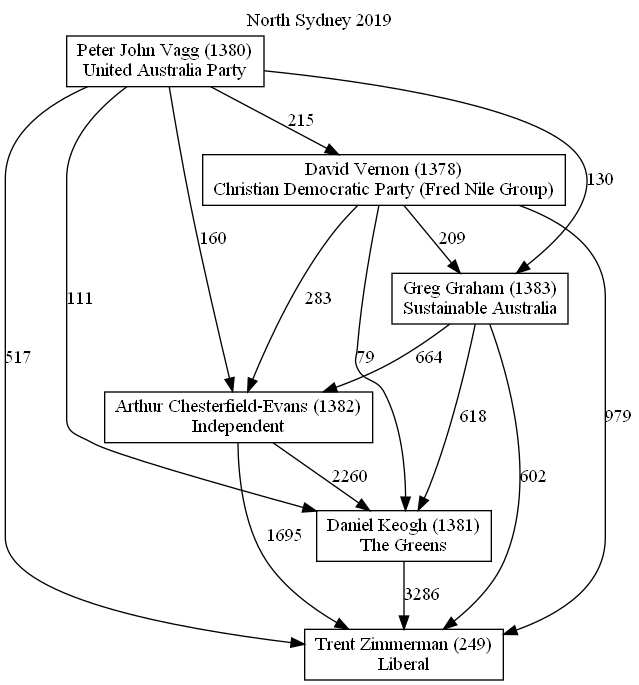 North Sydney 2019
Peter John Vagg (1380)
United Australia Party
215
David Vernon (1378)
Christian Democratic Party (Fred Nile Group)
130
160
209
Greg Graham (1383)
Sustainable Australia
111
283
517
79
664
Arthur Chesterfield-Evans (1382)
Independent
618
979
2260
602
Daniel Keogh (1381)
The Greens
1695
3286
Trent Zimmerman (249)
Liberal